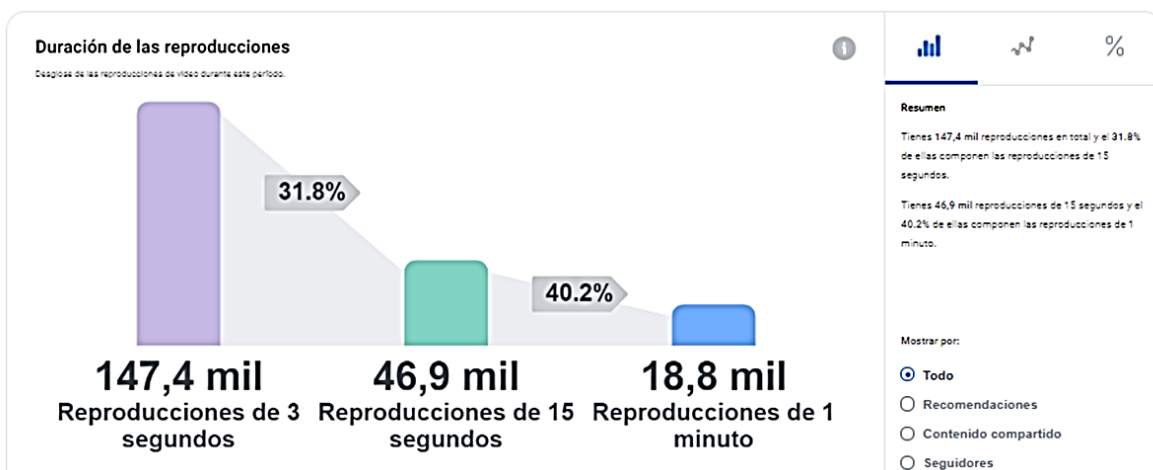 Duración de las reproducciones
Desglose de las reproducciones de video durante este período.
31.8%
40.2%
147,4 mil
Reproducciones de 3
segundos
46,9 mil
Reproducciones de 15
segundos
18,8 mil
Reproducciones de 1
minuto
%
Resumen
Tienes 147,4 mil reproducciones en total y el 31.8%
de ellas componen las reproducciones de 15
segundos.
Tienes 46,9 mil reproducciones de 15 segundos y el
40.2% de ellas componen las reproducciones de 1
minuto.
Mostrar por:
Todo
Recomendaciones
Contenido compartido
Seguidores